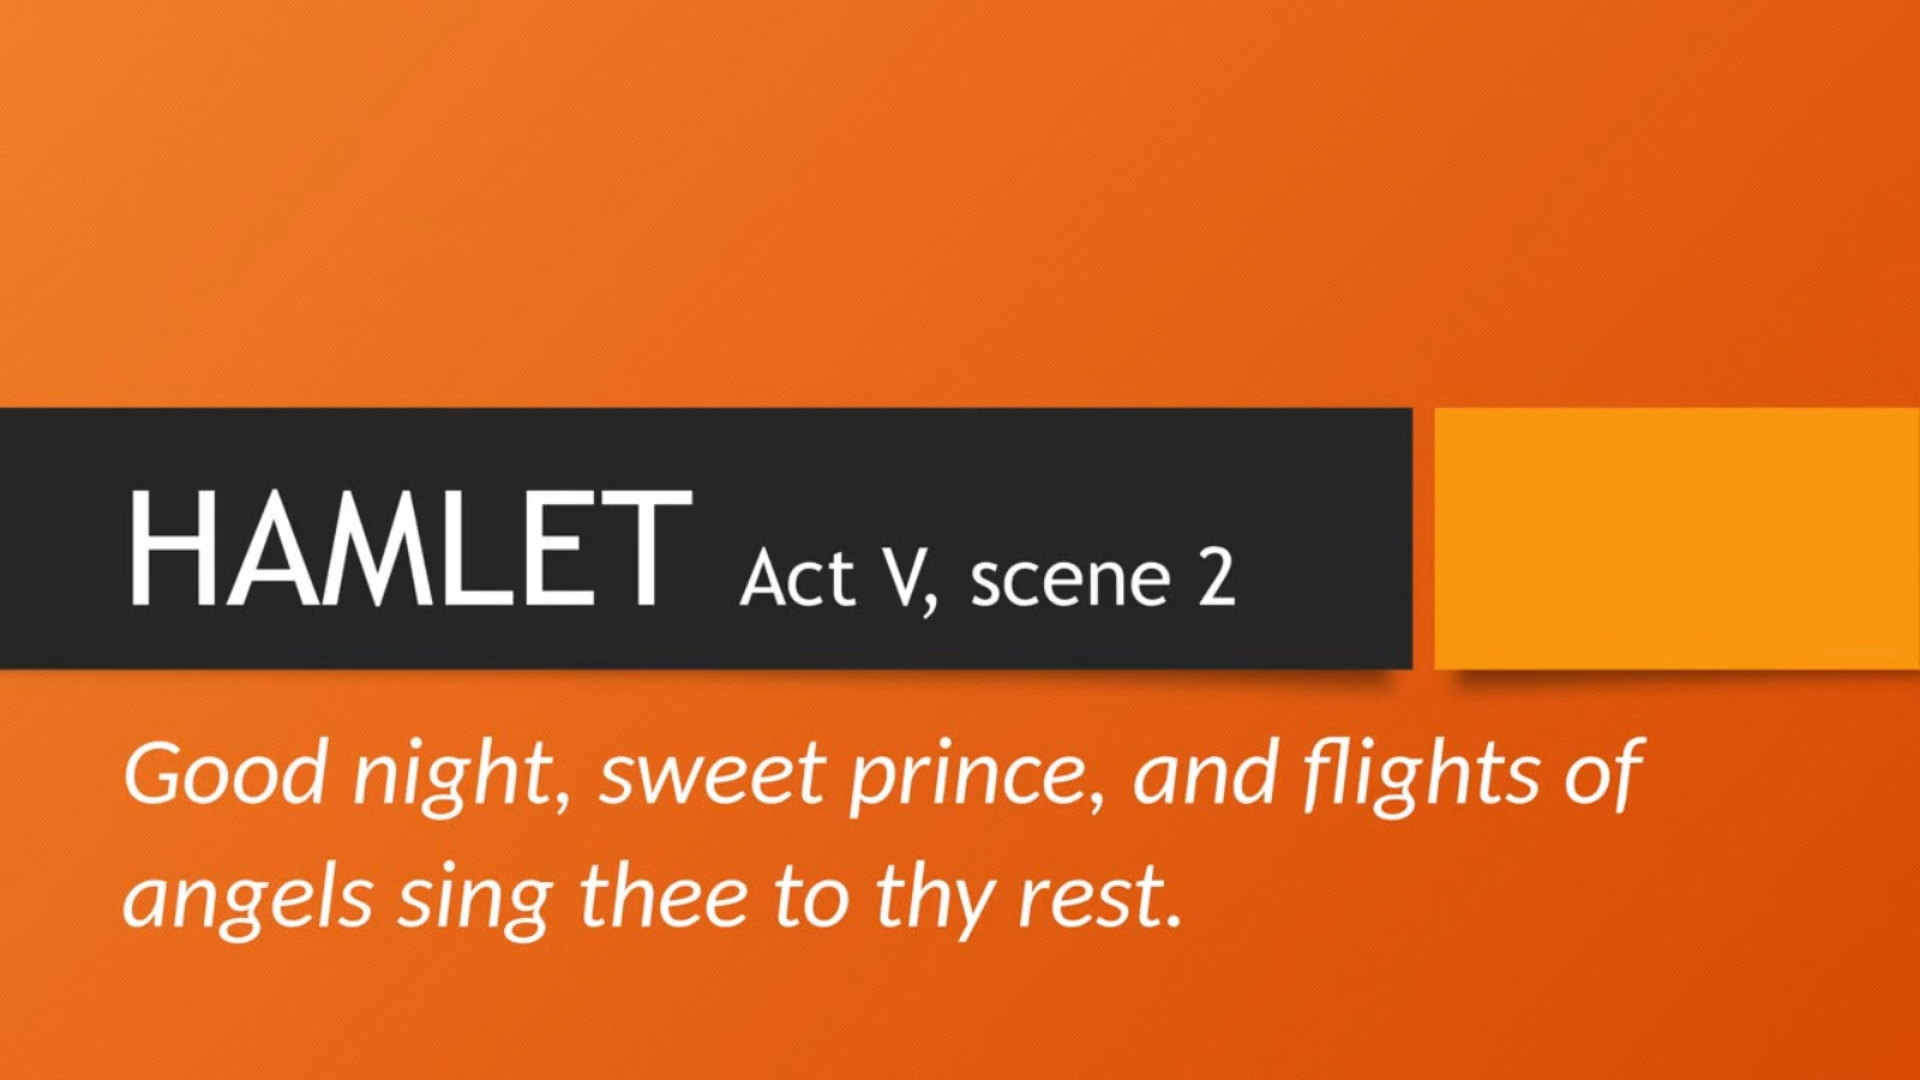 HAMLET Act V, scene 2
Good night, sweet prince, and flights of
angels sing thee to thy rest.